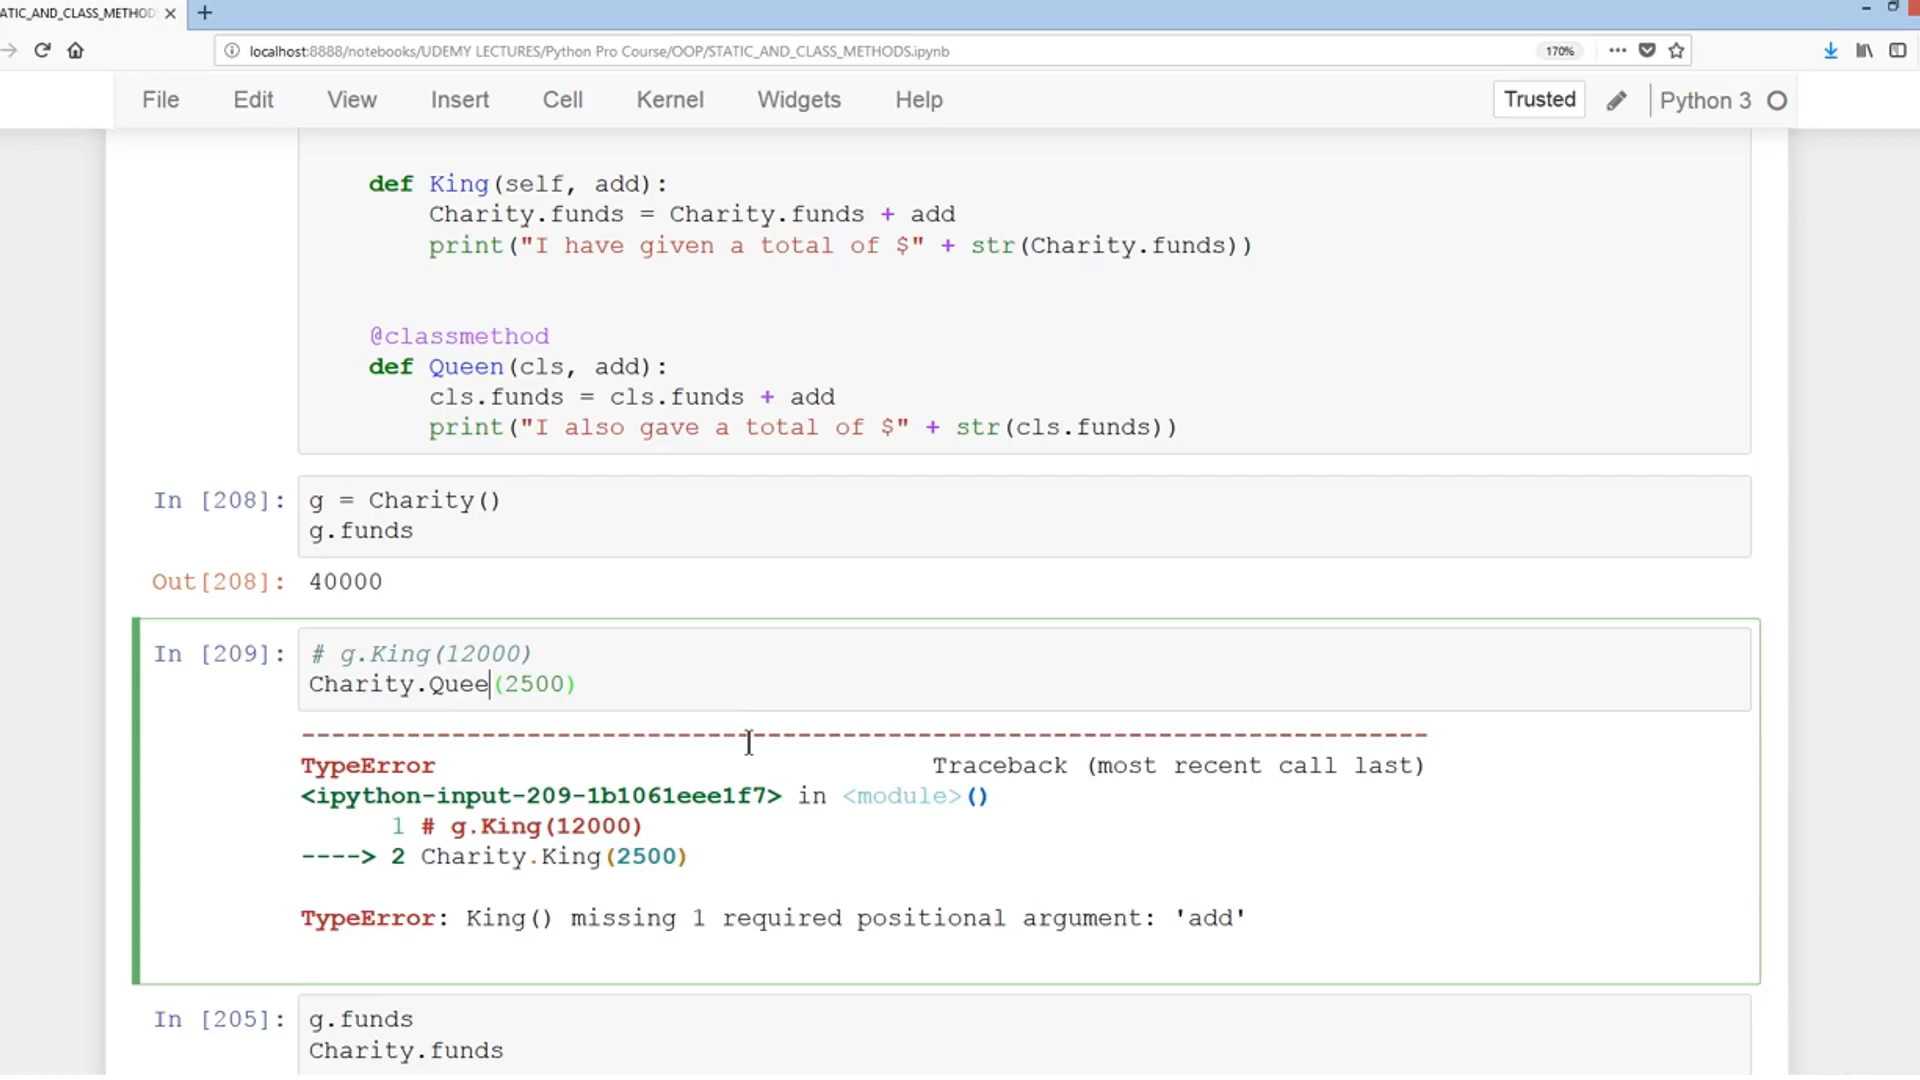 ATIC_AND_CLASS_METHOD
localhost:8888/notebooks/UDEMY LECTURES/Python Pro Course/OOP/STATIC_AND_CLASS_METHODS.ipynb
170%
File Edit View Insert Cell Kernel Widgets Help
Trusted
Python 3
def King(self, add):
Charity.funds = Charity.funds + add
print("I have given a total of $" + str(Charity.funds))
@classmethod
def Queen(cls, add):
cls.funds = cls.funds + add
print("I also gave a total of $" + str(cls.funds))
In [208]: g = Charity()
g.funds
Out[208]: 40000
In [209]: # g.King(12000)
Charity.Quee(2500)
---------------------------------------------------------------------------
TypeError Traceback (most recent call last)
<ipython-input-209-1b1061eee1f7> in <module>()
1 # g.King(12000)
----> 2 Charity.King(2500)
TypeError: King() missing 1 required positional argument: 'add'
In [205]: g.funds
Charity.funds